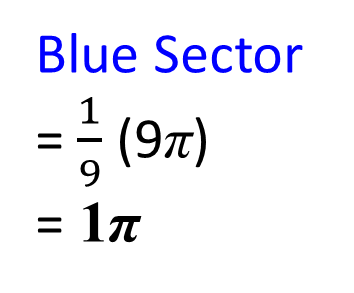 Blue Sector
= 1/9 (9π)
= 1π